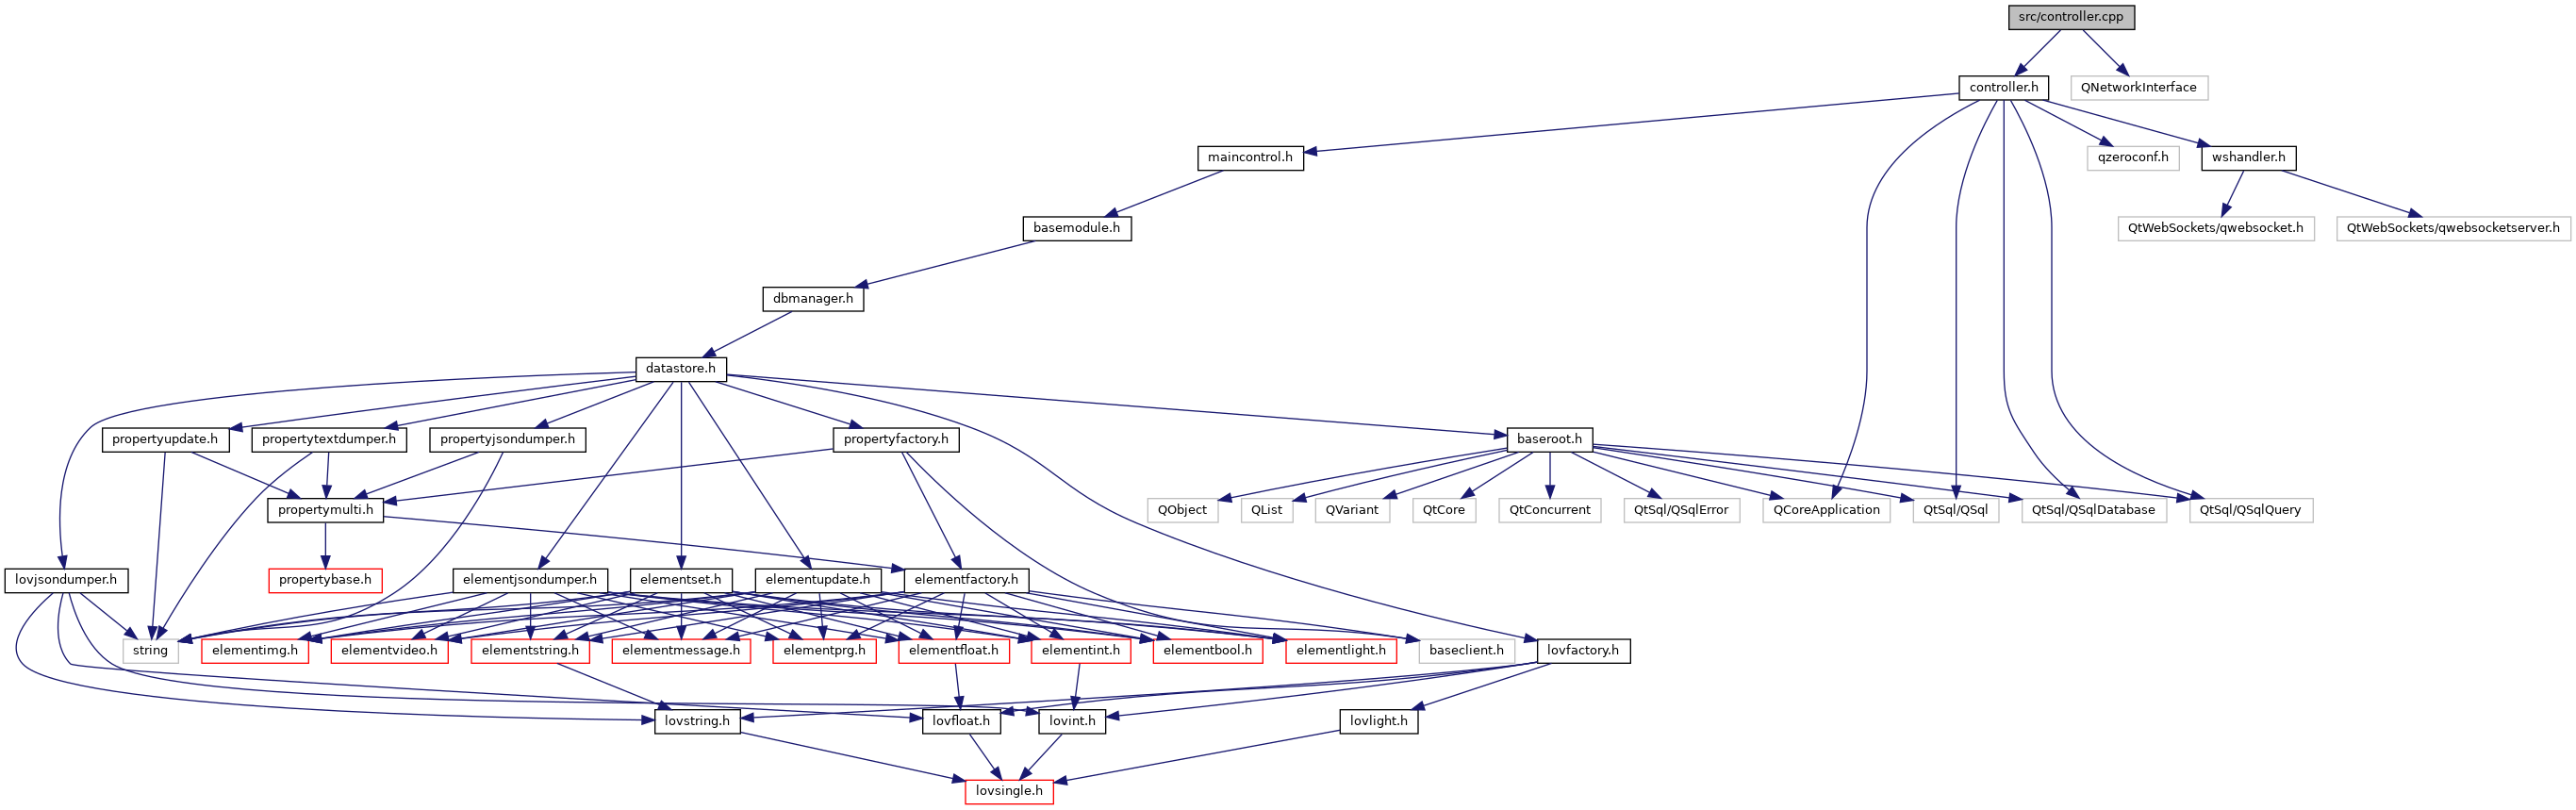 src/controller.cpp
controller.h
QNetworkInterface
maincontrol.h
qzeroconf.h
wshandler.h
basemodule.h
QtWebSockets/qwebsocket.h
QtWebSockets/qwebsocketserver.h
dbmanager.h
datastore.h
propertyupdate.h
propertytextdumper.h
propertyjsondumper.h
propertyfactory.h
baseroot.h
propertymulti.h
QObject
QList
QVariant
QtCore
QtConcurrent
QtSql/QSqlError
QCoreApplication
QtSql/QSql
QtSql/QSqlDatabase
QtSql/QSqlQuery
lovjsondumper.h
propertybase.h
elementjsondumper.h
elementset.h
elementupdate.h
elementfactory.h
string
elementimg.h
elementvideo.h
elementstring.h
elementmessage.h
elementprg.h
elementfloat.h
elementint.h
elementbool.h
elementlight.h
baseclient.h
lovfactory.h
lovstring.h
lovfloat.h
lovint.h
lovlight.h
lovsingle.h